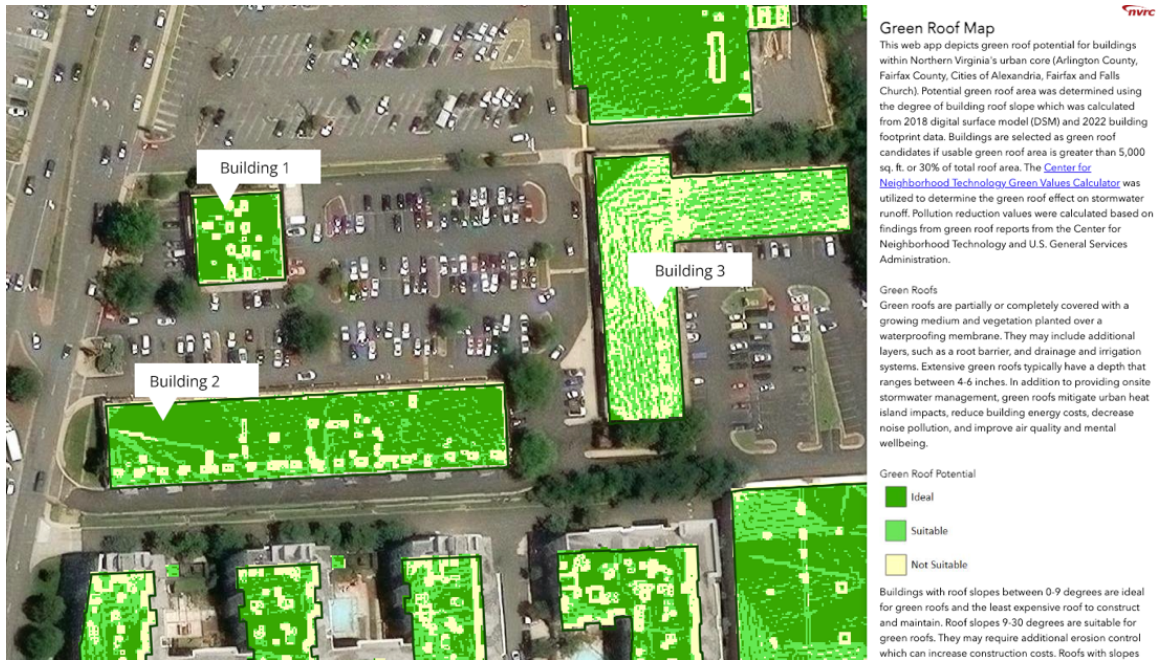 nvrc
Green Roof Map
This web app depicts green roof potential for buildings
within Northern Virginia's urban core (Arlington County,
Fairfax County, Cities of Alexandria, Fairfax and Falls
Church). Potential green roof area was determined using
the degree of building roof slope which was calculated
from 2018 digital surface model (DSM) and 2022 building
footprint data. Buildings are selected as green roof
candidates if usable green roof area is greater than 5,000
sq. ft. or 30% of total roof area. The Center for
Neighborhood Technology Green Values Calculator was
utilized to determine the green roof effect on stormwater
runoff. Pollution reduction values were calculated based on
findings from green roof reports from the Center for
Neighborhood Technology and U.S. General Services
Administration.
Green Roofs
Green roofs are partially or completely covered with a
growing medium and vegetation planted over a
waterproofing membrane. They may include additional
layers, such as a root barrier, and drainage and irrigation
systems. Extensive green roofs typically have a depth that
ranges between 4-6 inches. In addition to providing onsite
stormwater management, green roofs mitigate urban heat
island impacts, reduce building energy costs, decrease
noise pollution, and improve air quality and mental
wellbeing.
Green Roof Potential
Ideal
Suitable
Not Suitable
Buildings with roof slopes between 0-9 degrees are ideal
for green roofs and the least expensive roof to construct
and maintain. Roof slopes 9-30 degrees are suitable for
green roofs. They may require additional erosion control
which can increase construction costs. Roofs with slopes
Building 1
Building 2
Building 3